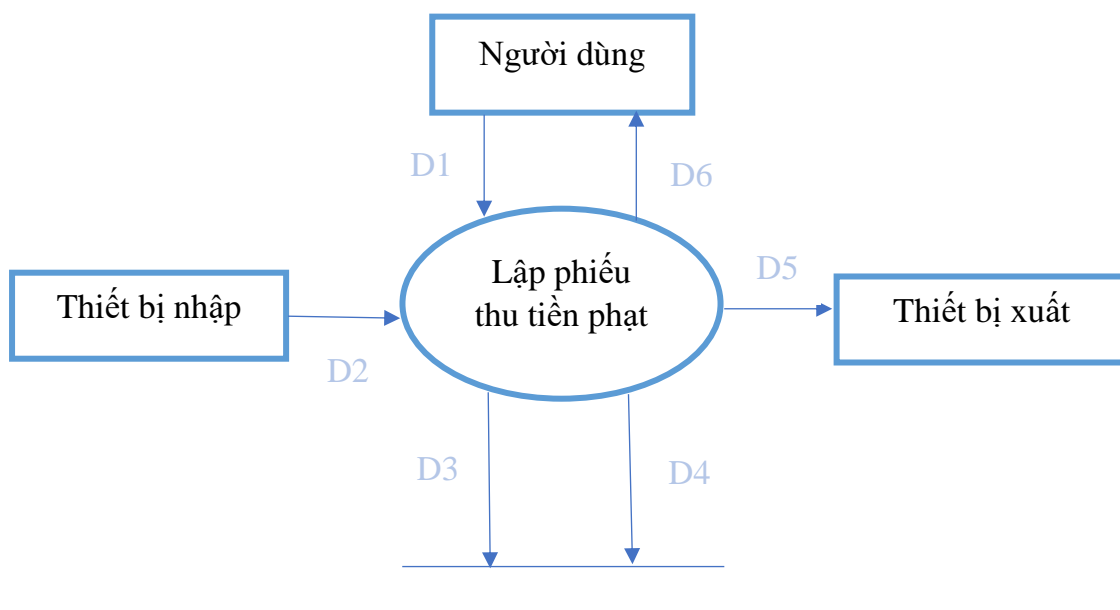 Người dùng
D1
D6
Lập phiếu
thu tiền phạt
D5
Thiết bị nhập
Thiết bị xuất
D2
D3
D4